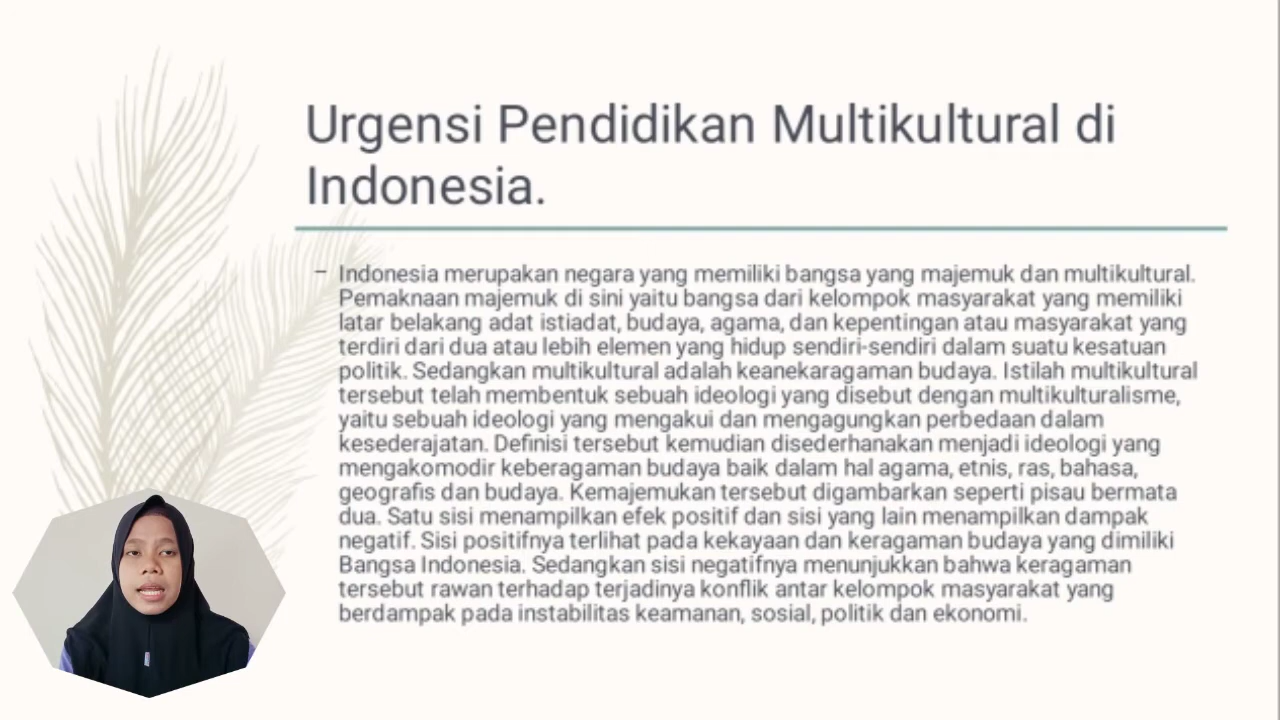 Urgensi Pendidikan Multikultural di
Indonesia.
– Indonesia merupakan negara yang memiliki bangsa yang majemuk dan multikultural.
Pemaknaan majemuk di sini yaitu bangsa dari kelompok masyarakat yang memiliki
latar belakang adat istiadat, budaya, agama, dan kepentingan atau masyarakat yang
terdiri dari dua atau lebih elemen yang hidup sendiri-sendiri dalam suatu kesatuan
politik. Sedangkan multikultural adalah keanekaragaman budaya. Istilah multikultural
tersebut telah membentuk sebuah ideologi yang disebut dengan multikulturalisme,
yaitu sebuah ideologi yang mengakui dan mengagungkan perbedaan dalam
kesederajatan. Definisi tersebut kemudian disederhanakan menjadi ideologi yang
mengakomodir keberagaman budaya baik dalam hal agama, etnis, ras, bahasa,
geografis dan budaya. Kemajemukan tersebut digambarkan seperti pisau bermata
dua. Satu sisi menampilkan efek positif dan sisi yang lain menampilkan dampak
negatif. Sisi positifnya terlihat pada kekayaan dan keragaman budaya yang dimiliki
Bangsa Indonesia. Sedangkan sisi negatifnya menunjukkan bahwa keragaman
tersebut rawan terhadap terjadinya konflik antar kelompok masyarakat yang
berdampak pada instabilitas keamanan, sosial, politik dan ekonomi.